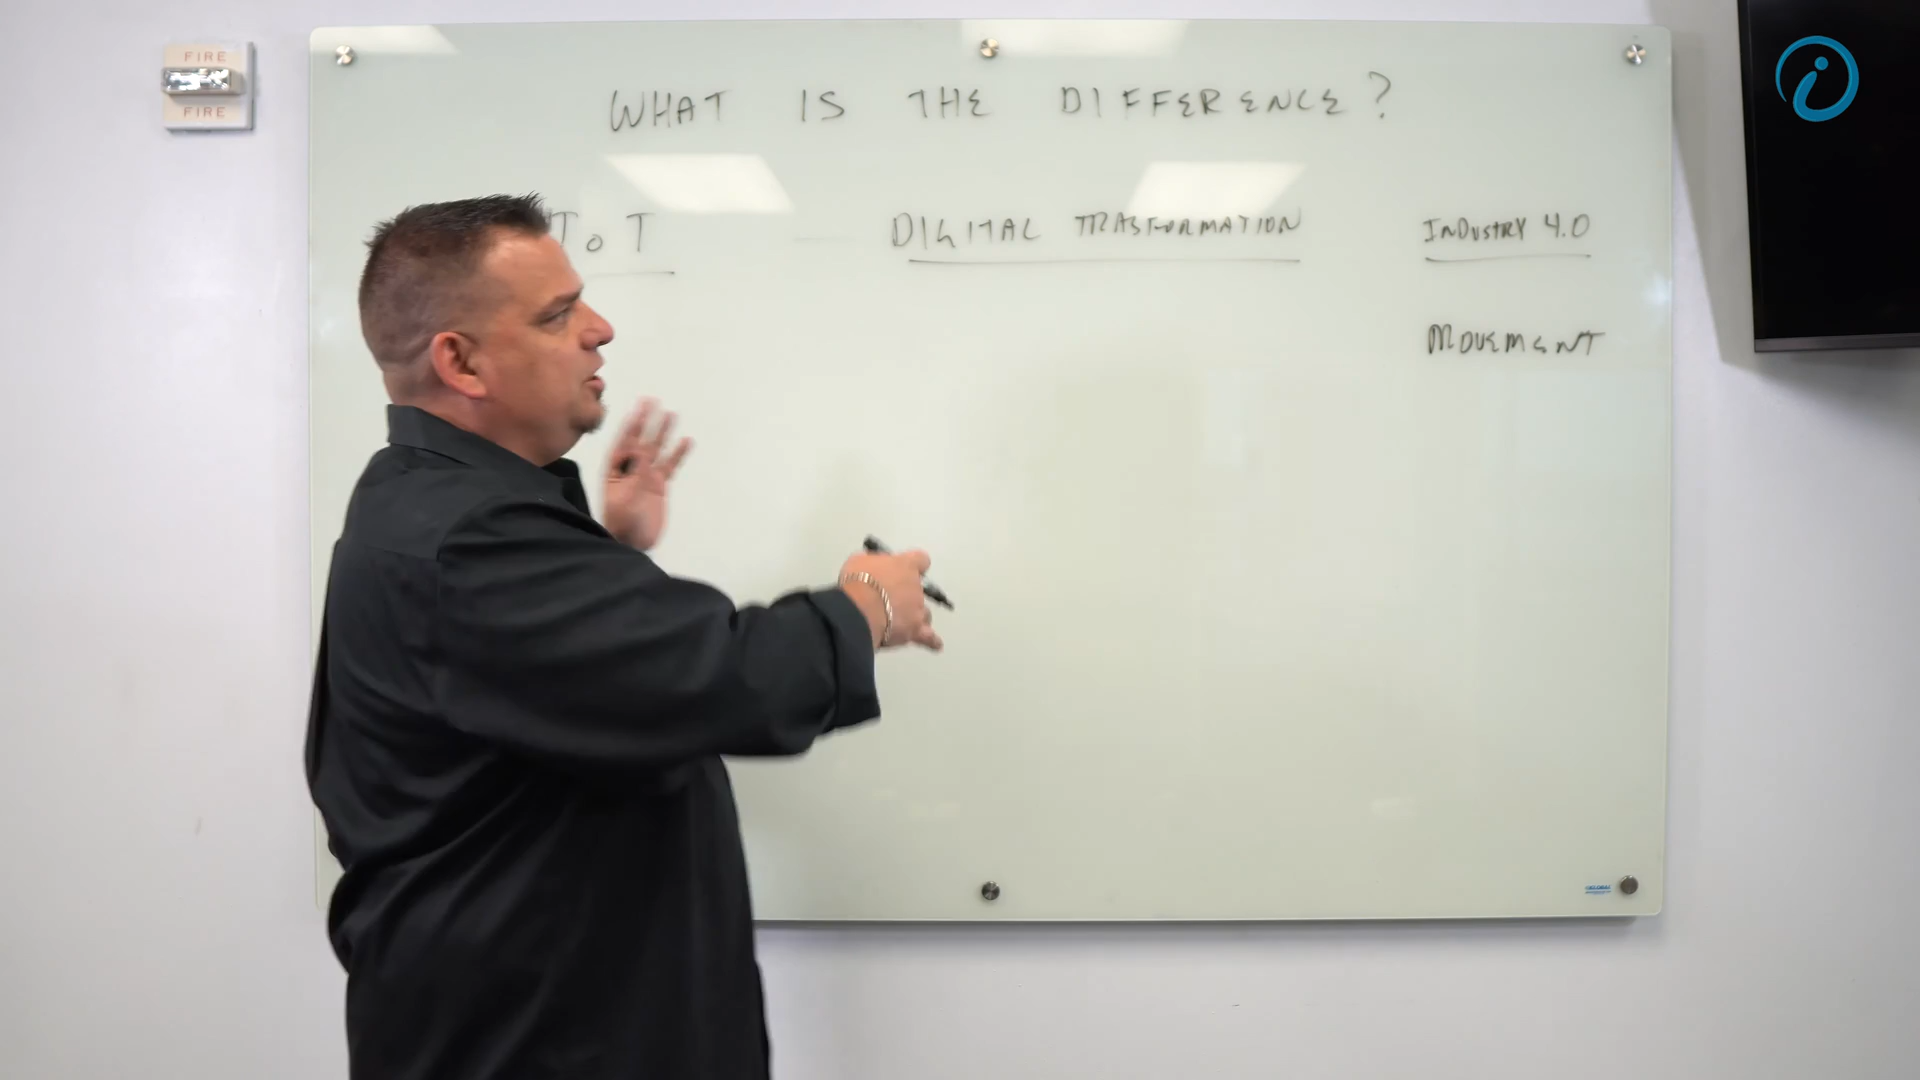 FIRE
FIRE
WHAT IS THE DIFFERENCE?
IoT
DIGITAL TRASFORMATION
INDUSTRY 4.0
MOVEMENT